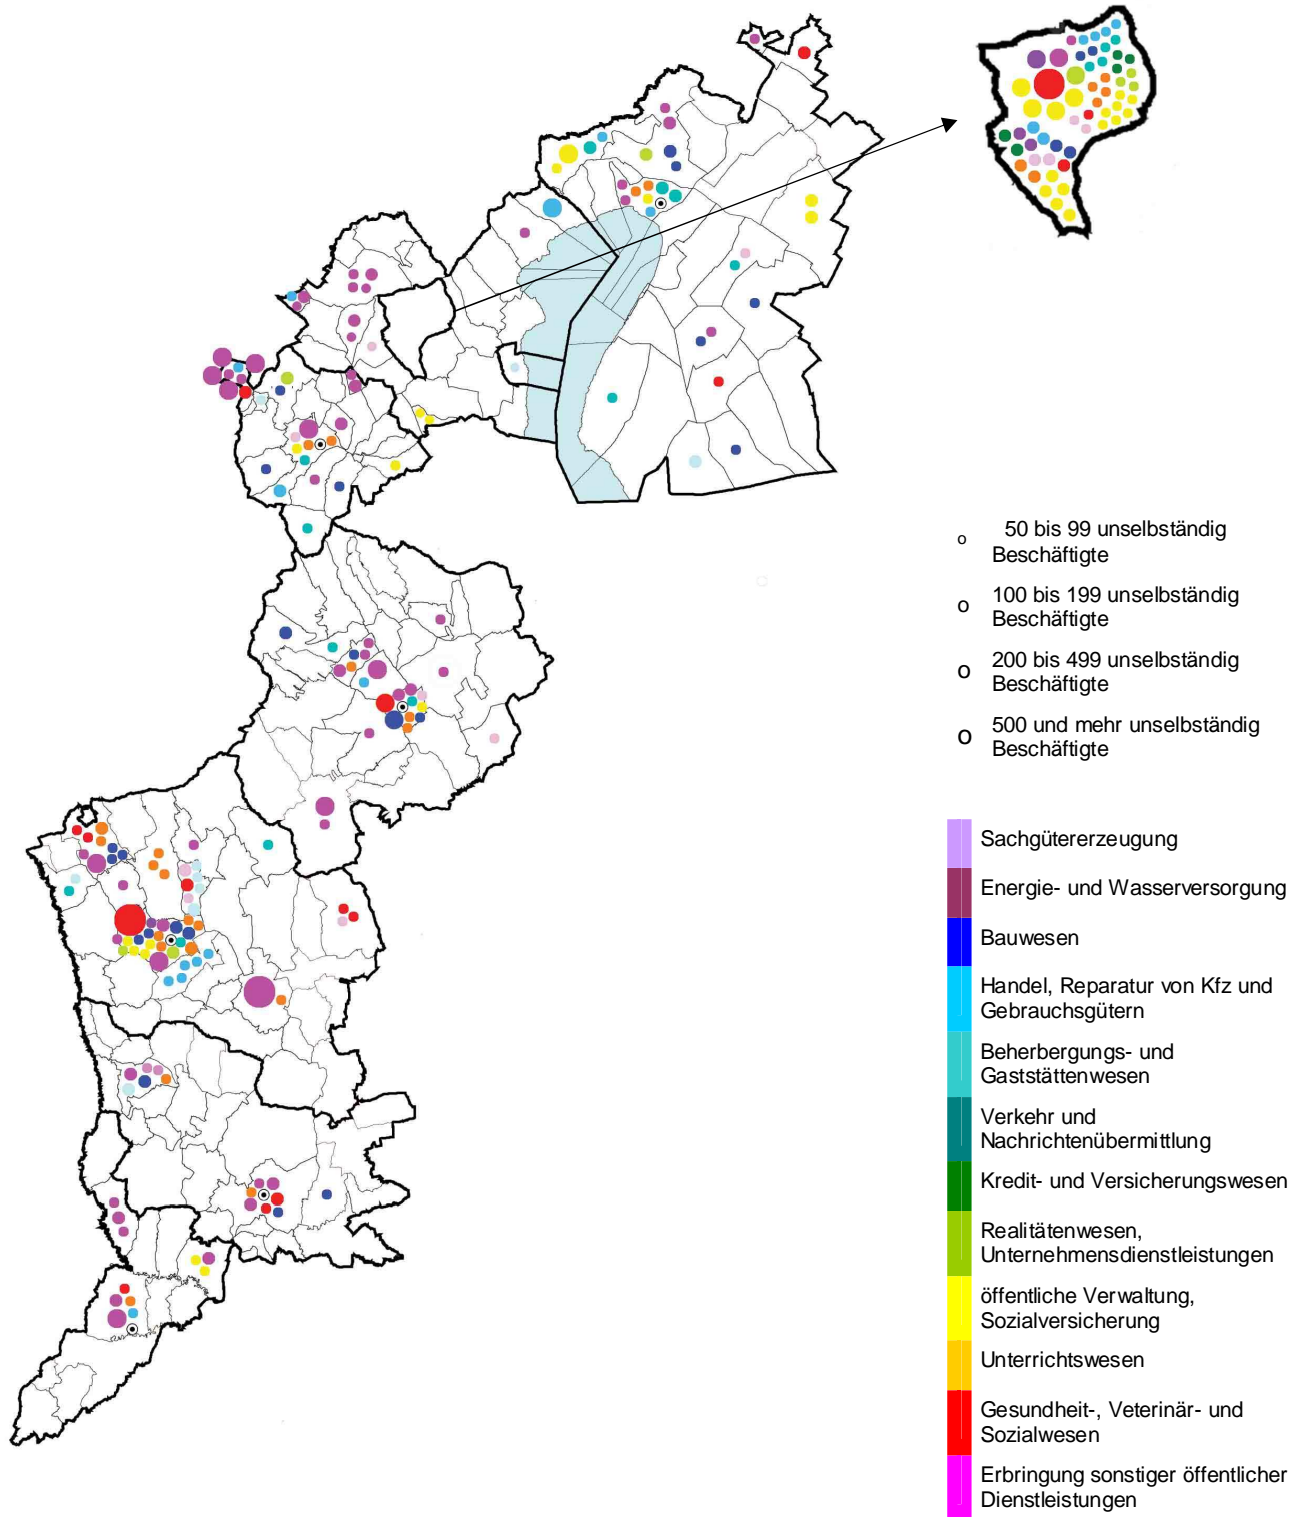 50 bis 99 unselbständig
Beschäftigte
100 bis 199 unselbständig
Beschäftigte
200 bis 499 unselbständig
Beschäftigte
500 und mehr unselbständig
Beschäftigte
Sachgütererzeugung
Energie- und Wasserversorgung
Bauwesen
Handel, Reparatur von Kfz und
Gebrauchsgütern
Beherbergungs- und
Gaststättenwesen
Verkehr und
Nachrichtenübermittlung
Kredit- und Versicherungswesen
Realitätenwesen,
Unternehmensdienstleistungen
öffentliche Verwaltung,
Sozialversicherung
Unterrichtswesen
Gesundheit-, Veterinär- und
Sozialwesen
Erbringung sonstiger öffentlicher
Dienstleistungen